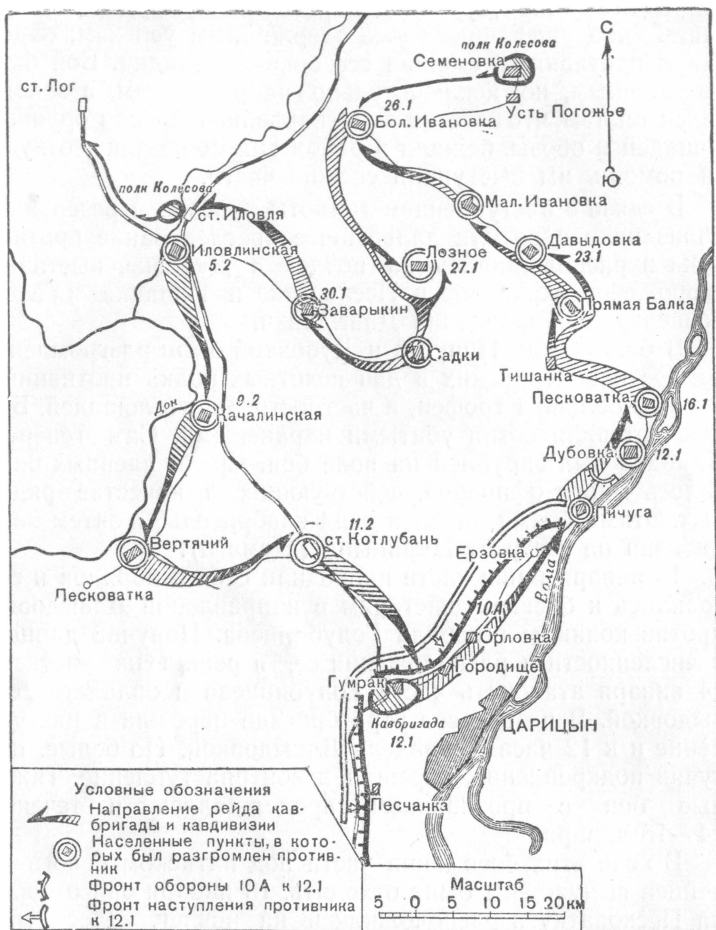 С
Ю
полк Колесова
Семеновка
Усть Погожье
ст. Лог
26.1
Бол. Ивановка
полк Колесова
ст. Иловля
Мал. Ивановка
Иловлинская
5.2
Лозное
27.1
Давыдовка
23.1
30.1
Заварыкин
Прямая Балка
Садки
Тишанка
Песковатка
16.1
Дон
9.2
Качалинская
Дубовка
12.1
Пичуга
11.2
Вертячий
ст. Котлубань
Ерзовка
Волга
Песковатка
10А
Орловка
Городище
Гумрак
Кавбригада
12.1
ЦАРИЦЫН
Песчанка
Условные обозначения
Направление рейда кав-
бригады и кавдивизии
Населенные пункты, в кото-
рых был разгромлен против-
ник
Фронт обороны 10 А к 12.1
Фронт наступления противника
к 12.1
Масштаб
5 0 5 10 15 20 км